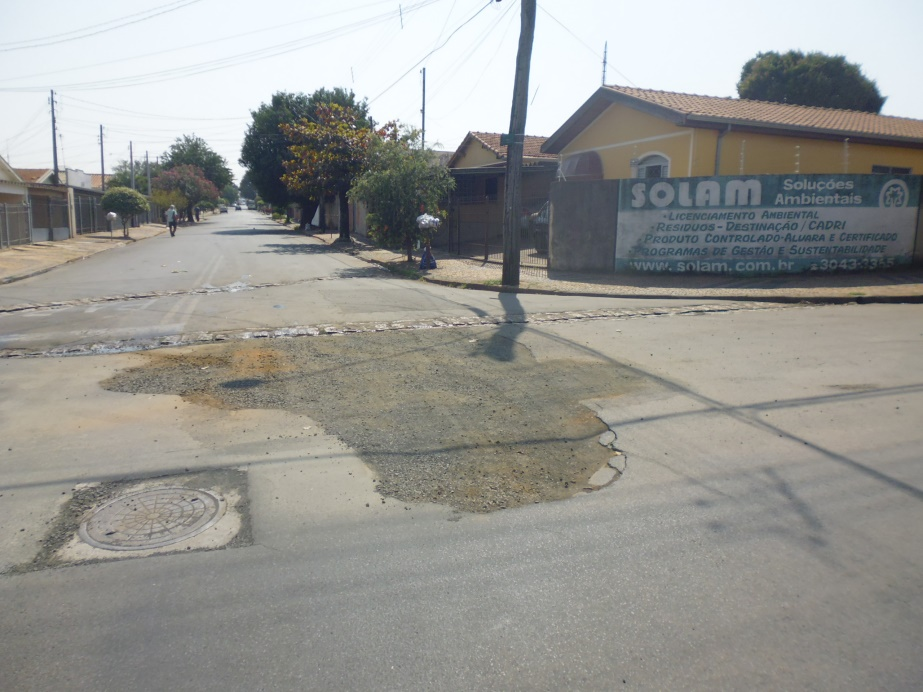 SOLAM Soluções Ambientais
-LICENCIAMENTO AMBIENTAL
RESÍDUOS-DESTINAÇÃO/CADRI
PRODUTO CONTROLADO-ALVARÁ E CERTIFICADO
PROGRAMAS DE GESTÃO E SUSTENTABILIDADE
www.solam.com.br